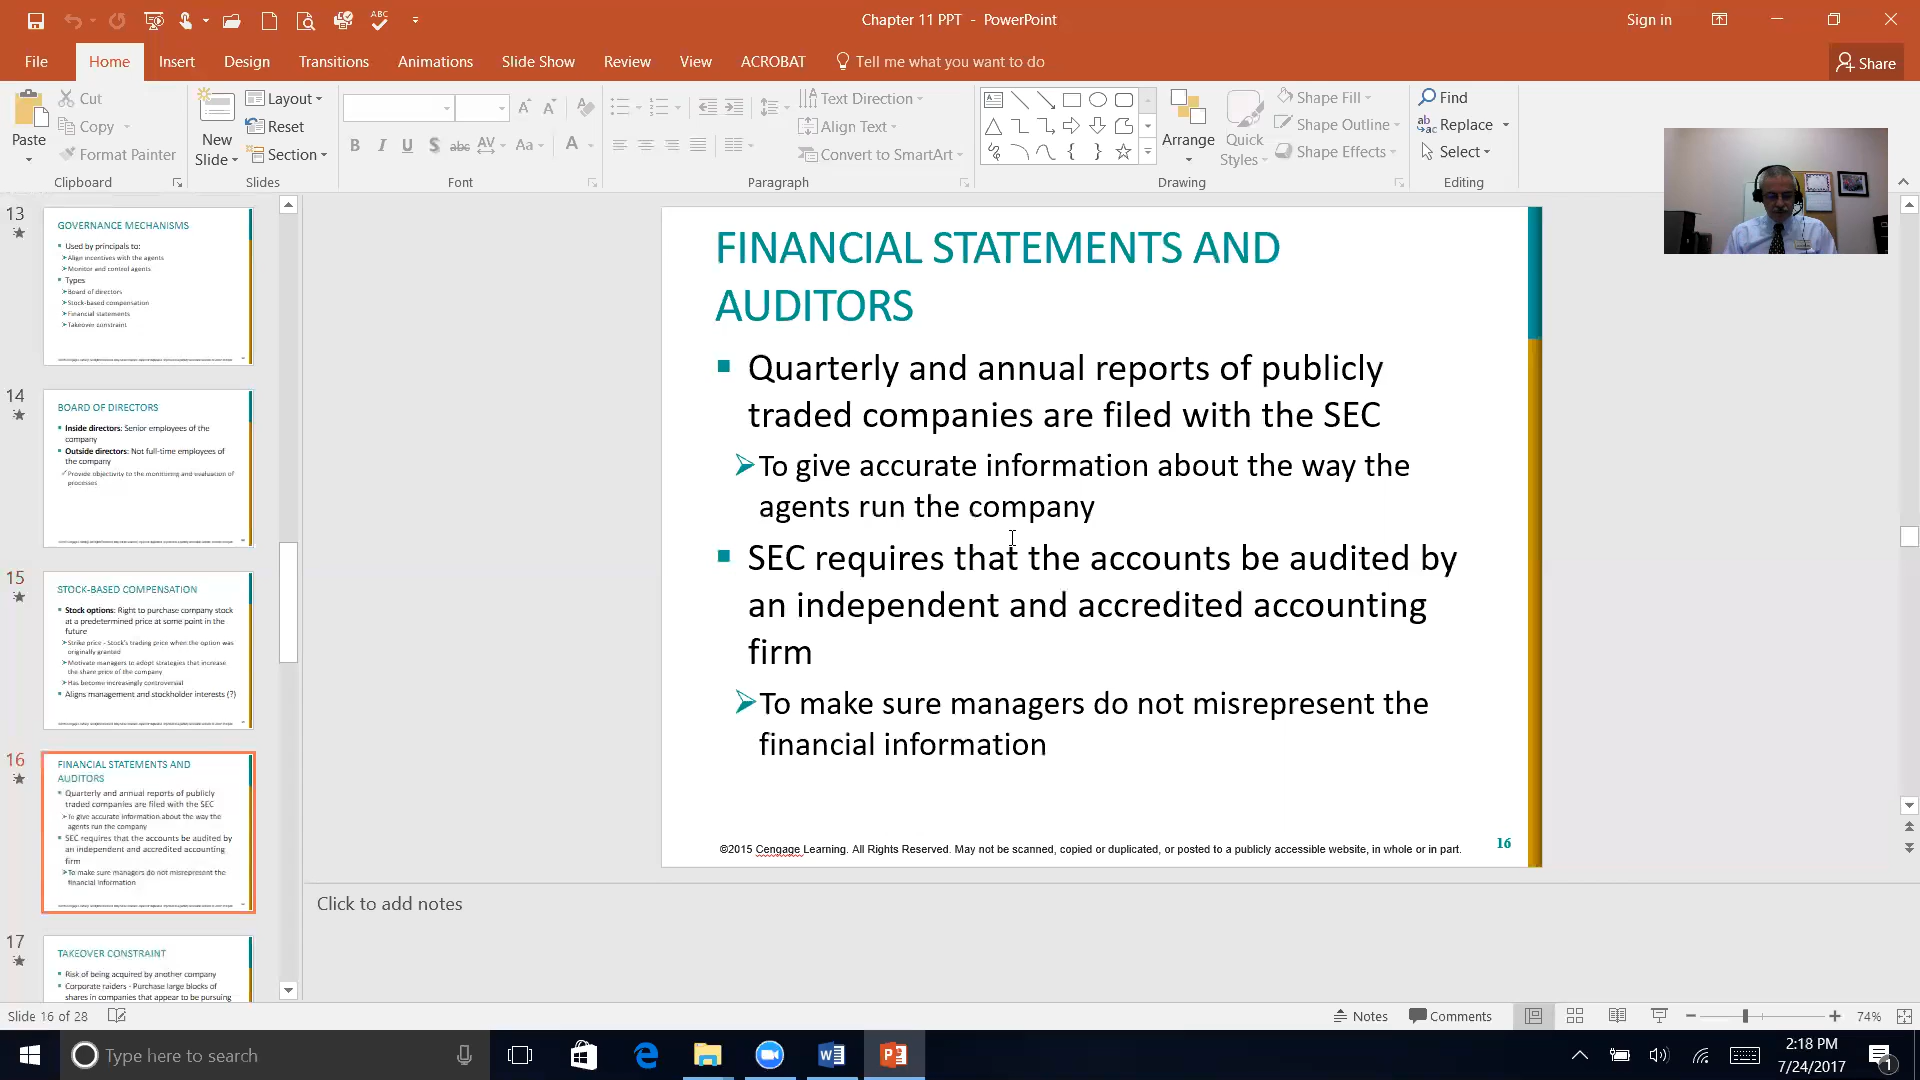 ABC
Chapter 11 PPT - PowerPoint
Sign in
File
Home
Insert
Design
Transitions
Animations
Slide Show
Review
View
ACROBAT
Tell me what you want to do
Share
Paste
Cut
Copy
Format Painter
Clipboard
New
Slide
Layout
Reset
Section
Slides
Font
Text Direction
Align Text
Convert to SmartArt
Paragraph
Arrange
Quick
Styles
Shape Fill
Shape Outline
Shape Effects
Drawing
Find
Replace
Select
Editing
13
GOVERNANCE MECHANISMS
Used by principals to:
Align incentives with the agents
Monitor and control agents
Types
Board of directors
Stock-based compensation
Financial statements
Takeover constraint
14
BOARD OF DIRECTORS
Inside directors: Senior employees of the
company
Outside directors: Not full-time employees of
the company
Provide objectivity to the monitoring and evaluation of
processes
15
STOCK-BASED COMPENSATION
Stock options: Right to purchase company stock
at a predetermined price at some point in the
future
Strike price - Stock's trading price when the option was
originally granted
Motivate managers to adopt strategies that increase
the share price of the company
Has become increasingly controversial
Aligns management and stockholder interests (?)
16
FINANCIAL STATEMENTS AND
AUDITORS
Quarterly and annual reports of publicly
traded companies are filed with the SEC
To give accurate information about the way the
agents run the company
SEC requires that the accounts be audited by
an independent and accredited accounting
firm
To make sure managers do not misrepresent the
financial information
17
TAKEOVER CONSTRAINT
Risk of being acquired by another company
Corporate raiders - Purchase large blocks of
shares in companies that appear to be pursuing
FINANCIAL STATEMENTS AND
AUDITORS
Quarterly and annual reports of publicly
traded companies are filed with the SEC
To give accurate information about the way the
agents run the company
SEC requires that the accounts be audited by
an independent and accredited accounting
firm
To make sure managers do not misrepresent the
financial information
©2015 Cengage Learning. All Rights Reserved. May not be scanned, copied or duplicated, or posted to a publicly accessible website, in whole or in part.
16
Click to add notes
Slide 16 of 28
Notes
Comments
74%
Type here to search
2:18 PM
7/24/2017
1